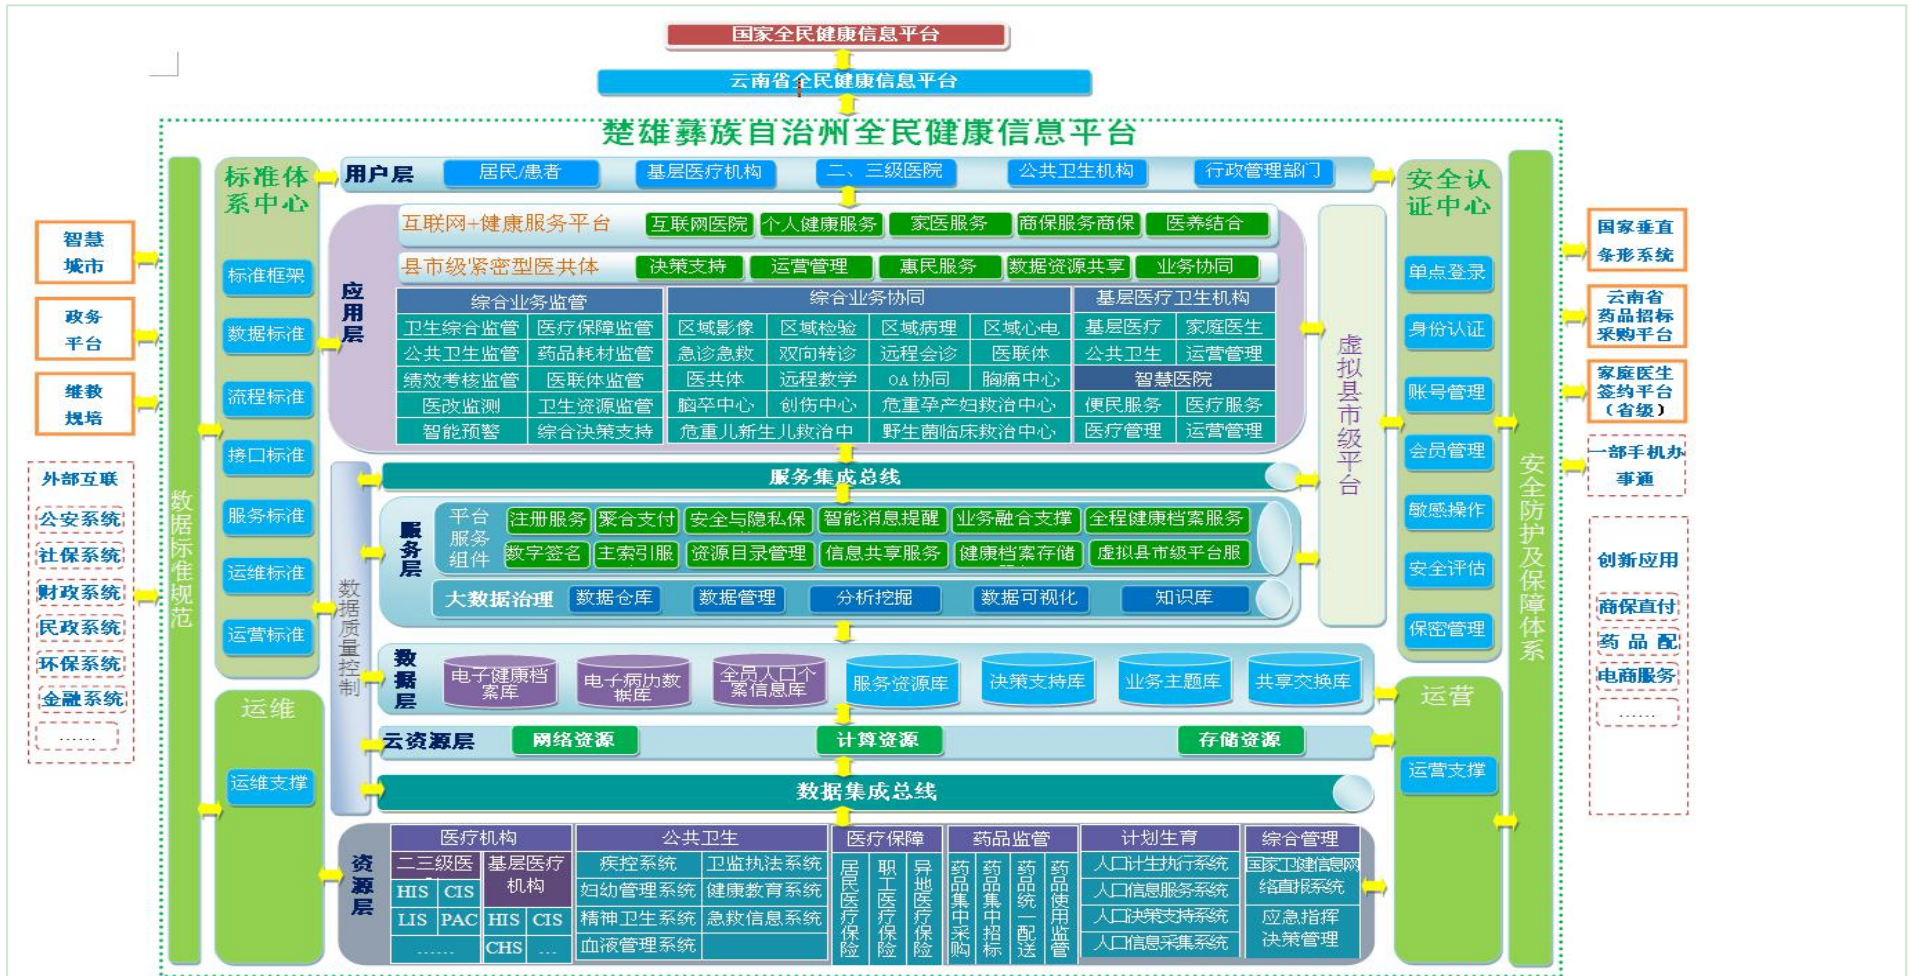 国家全民健康信息平台
云南省全民健康信息平台
楚雄彝族自治州全民健康信息平台
智慧
城市
政务
平台
继教
规培
外部互联
公安系统
社保系统
财政系统
民政系统
环保系统
金融系统
……
数据标准规范
标准体
系中心
标准框架
数据标准
流程标准
接口标准
服务标准
运维标准
运营标准
运维
运维支撑
用户层
居民/患者
基层医疗机构
二、三级医院
公共卫生机构
行政管理部门
应用层
互联网+健康服务平台
互联网医院
个人健康服务
家医服务
商保服务商保
医养结合
县市级紧密型医共体
决策支持
运营管理
惠民服务
数据资源共享
业务协同
综合业务监管
卫生综合监管
医疗保障监管
公共卫生监管
药品耗材监管
绩效考核监管
医联体监管
医改监测
卫生资源监管
智能预警
综合决策支持
综合业务协同
区域影像
区域检验
区域病理
区域心电
急诊急救
双向转诊
远程会诊
医联体
医共体
远程教学
OA协同
胸痛中心
脑卒中心
创伤中心
危重孕产妇救治中心
危重儿新生儿救治中
野生菌临床救治中心
基层医疗卫生机构
基层医疗
家庭医生
公共卫生
运营管理
智慧医院
便民服务
医疗服务
医疗管理
运营管理
虚拟县市级平台
数据质量控制
服务集成总线
服务层
平台
服务
组件
注册服务
聚合支付
安全与隐私保
智能消息提醒
业务融合支撑
全程健康档案服务
数字签名
主索引服
资源目录管理
信息共享服务
健康档案存储
虚拟县市级平台服
大数据治理
数据仓库
数据管理
分析挖掘
数据可视化
知识库
数据层
电子健康档
案库
电子病历数
据库
全员人口个
案信息库
服务资源库
决策支持库
业务主题库
共享交换库
云资源层
网络资源
计算资源
存储资源
数据集成总线
资源层
医疗机构
二三级医
HIS
CIS
LIS
PAC
……
基层医疗
机构
HIS
CIS
CHS
…
公共卫生
疾控系统
卫监执法系统
妇幼管理系统
健康教育系统
精神卫生系统
急救信息系统
血液管理系统
医疗保障
居民医疗保险
职工医疗保险
异地医疗保险
药品监管
药品集中采购
药品集中招标
药品统一配送
药品使用监管
计划生育
人口计生执行系统
人口信息服务系统
人口决策支持系统
人口信息采集系统
综合管理
国家卫健信息网
络直报系统
应急指挥
决策管理
安全认
证中心
单点登录
身份认证
账号管理
会员管理
敏感操作
安全评估
保密管理
运营
运营支撑
安全防护及保障体系
国家垂直
条形系统
云南省
药品招标
采购平台
家庭医生
签约平台
（省级）
一部手机办
事通
创新应用
商保直付
药品配
电商服务
……